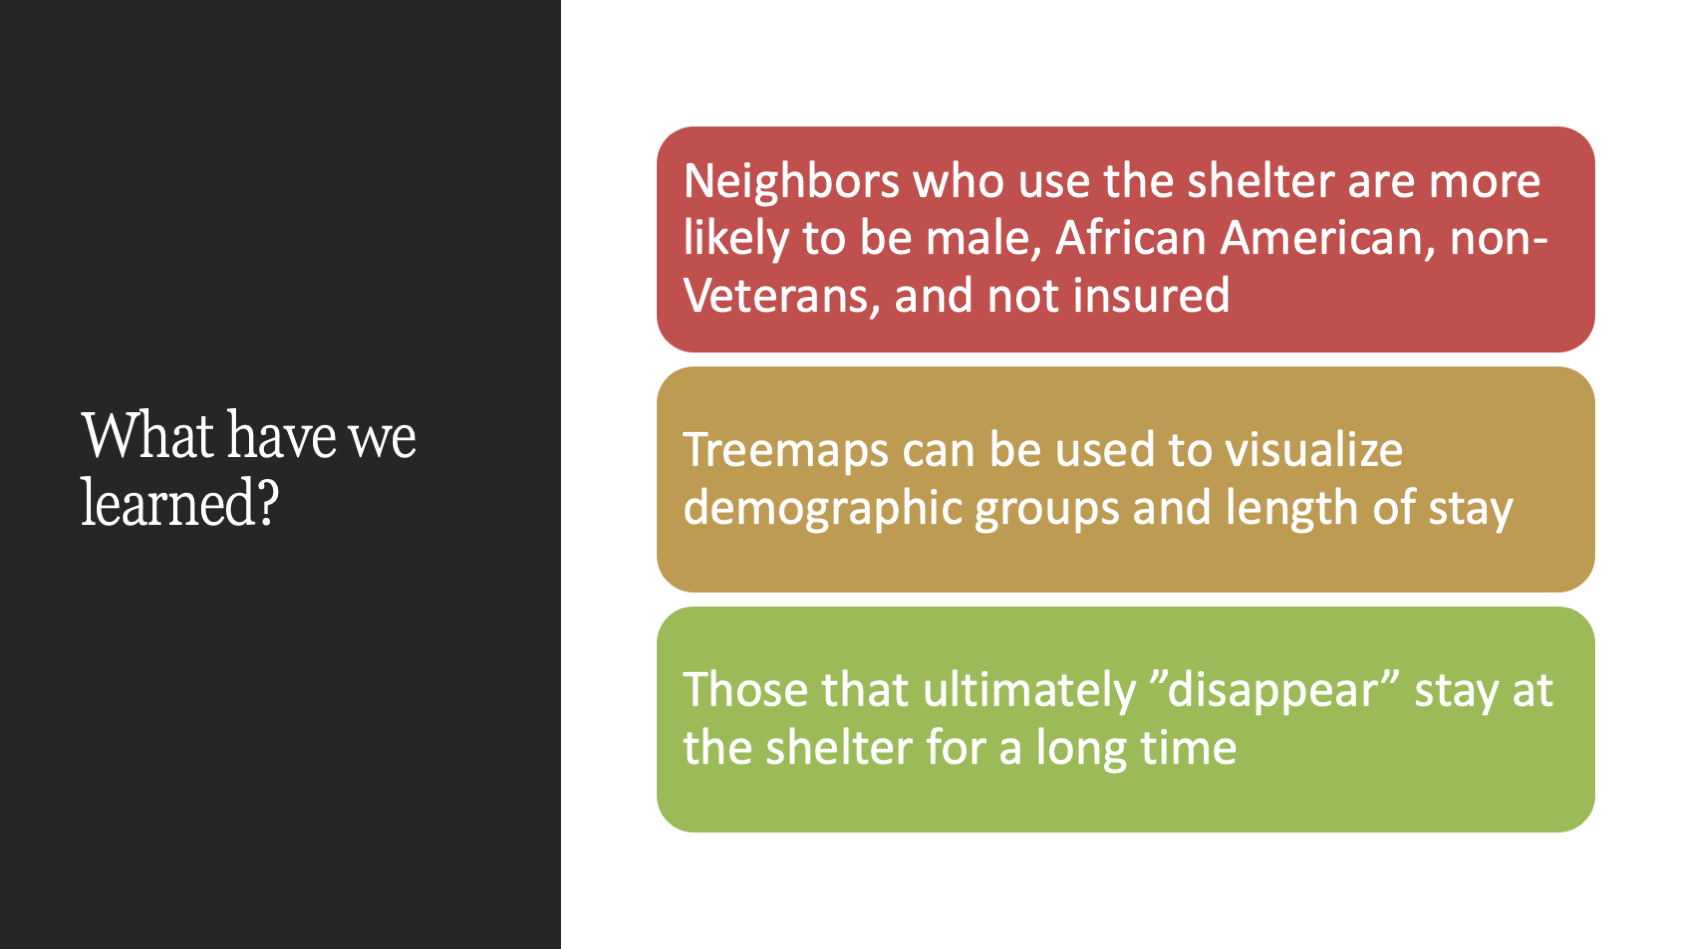 What have we
learned?
Neighbors who use the shelter are more
likely to be male, African American, non-
Veterans, and not insured
Treemaps can be used to visualize
demographic groups and length of stay
Those that ultimately ”disappear” stay at
the shelter for a long time